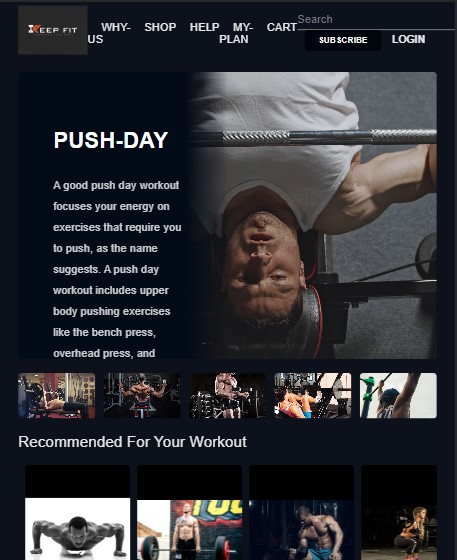 KEEP FIT
WHY-US
SHOP
HELP
MY-PLAN
CART
Search
SUBSCRIBE
LOGIN
PUSH-DAY
A good push day workout
focuses your energy on
exercises that require you
to push, as the name
suggests. A push day
workout includes upper
body pushing exercises
like the bench press,
overhead press, and
Recommended For Your Workout